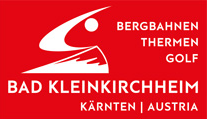 BERGBAHNEN
THERMEN
GOLF
BAD KLEINKIRCHHEIM
KÄRNTEN | AUSTRIA